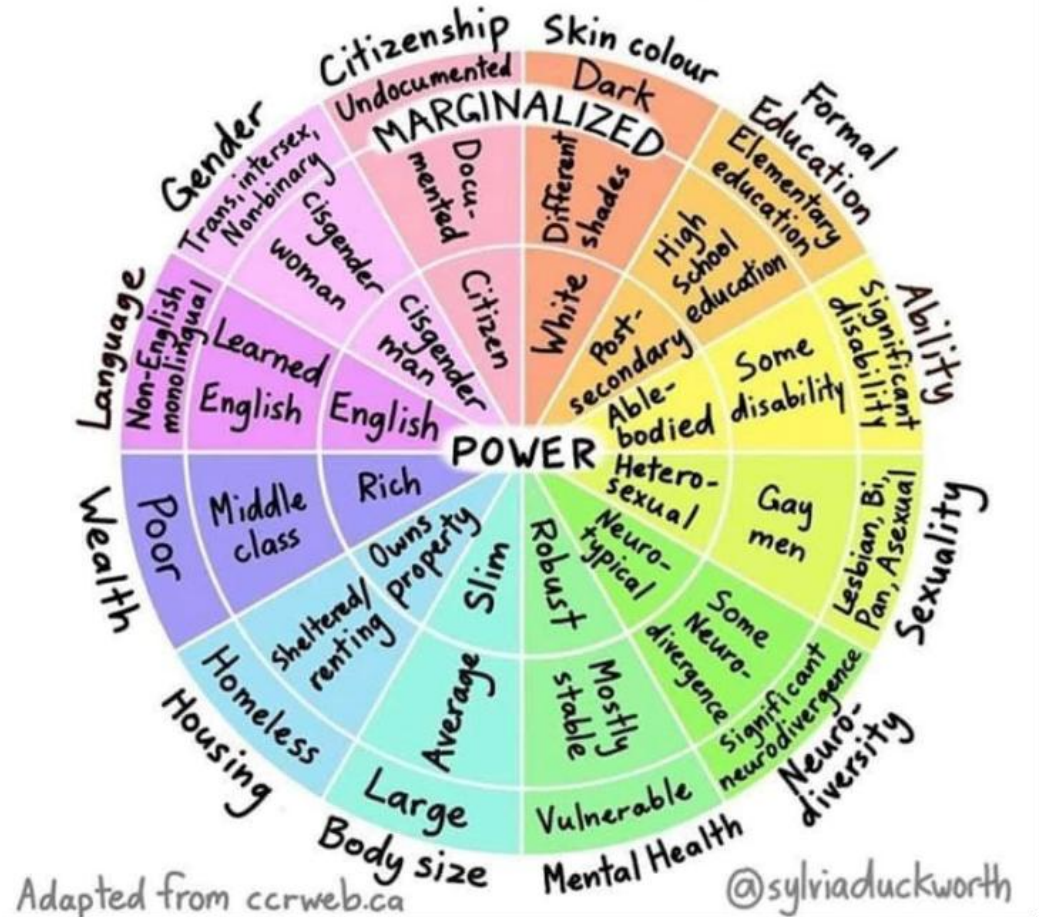 Citizenship
Undocumented
Docu-
mented
Citizen
Skin colour
Dark
Different
shades
White
Formal
Education
Elementary
education
High
school
education
Post-
secondary
Ability
Significant
disability
Some
disability
Able-
bodied
Sexuality
Lesbian, Bi,
Pan, Asexual
Gay
men
Hetero-
sexual
Neuro-
diversity
Significant
neurodivergence
Some
Neuro-
divergence
Neuro-
typical
Mental Health
Vulnerable
Mostly
stable
Robust
Body size
Large
Average
Slim
Housing
Homeless
Sheltered/
renting
Owns
property
Wealth
Poor
Middle
class
Rich
Language
Non-English
monolingual
Learned
English
English
Gender
Trans, intersex,
Non-binary
cisgender
woman
cisgender
man
MARGINALIZED
POWER
Adapted from ccrweb.ca
@sylviaduckworth